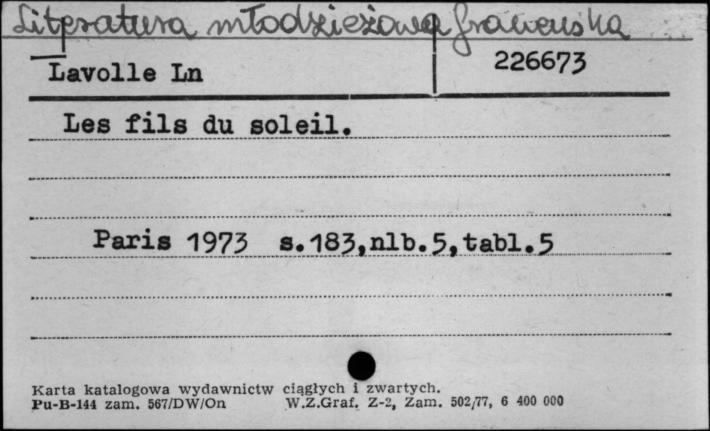 Literatura młodzieżowa francuska
Lavolle Ln 226673
Les fils du soleil.
Paris 1973 s.183,nlb.5,tabl.5
Karta katalogowa wydawnictw ciągłych i zwartych.
Pu-B-144 zam. 567/DW/On W.Z.Graf. Z-2, Zam. 502/77, 6 400 000